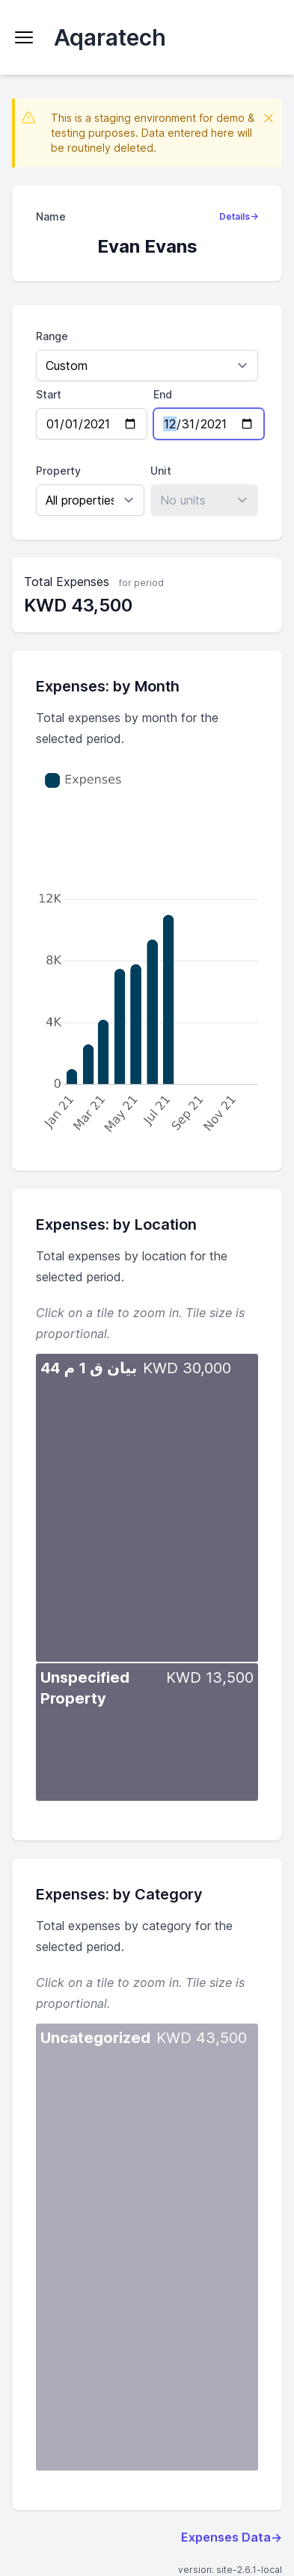 Aqaratech
This is a staging environment for demo &
testing purposes. Data entered here will
be routinely deleted.
Name
Details→
Evan Evans
Range
Custom
Start
End
01/01/2021
12/31/2021
Property
Unit
All properties
No units
Total Expenses for period
KWD 43,500
Expenses: by Month
Total expenses by month for the
selected period.
Expenses
12K
8K
4K
0
Jan 21
Mar 21
May 21
Jul 21
Sep 21
Nov 21
Expenses: by Location
Total expenses by location for the
selected period.
Click on a tile to zoom in. Tile size is
proportional.
بيان ق 1 م 44 KWD 30,000
Unspecified KWD 13,500
Property
Expenses: by Category
Total expenses by category for the
selected period.
Click on a tile to zoom in. Tile size is
proportional.
Uncategorized KWD 43,500
Expenses Data→
version: site-2.6.1-local